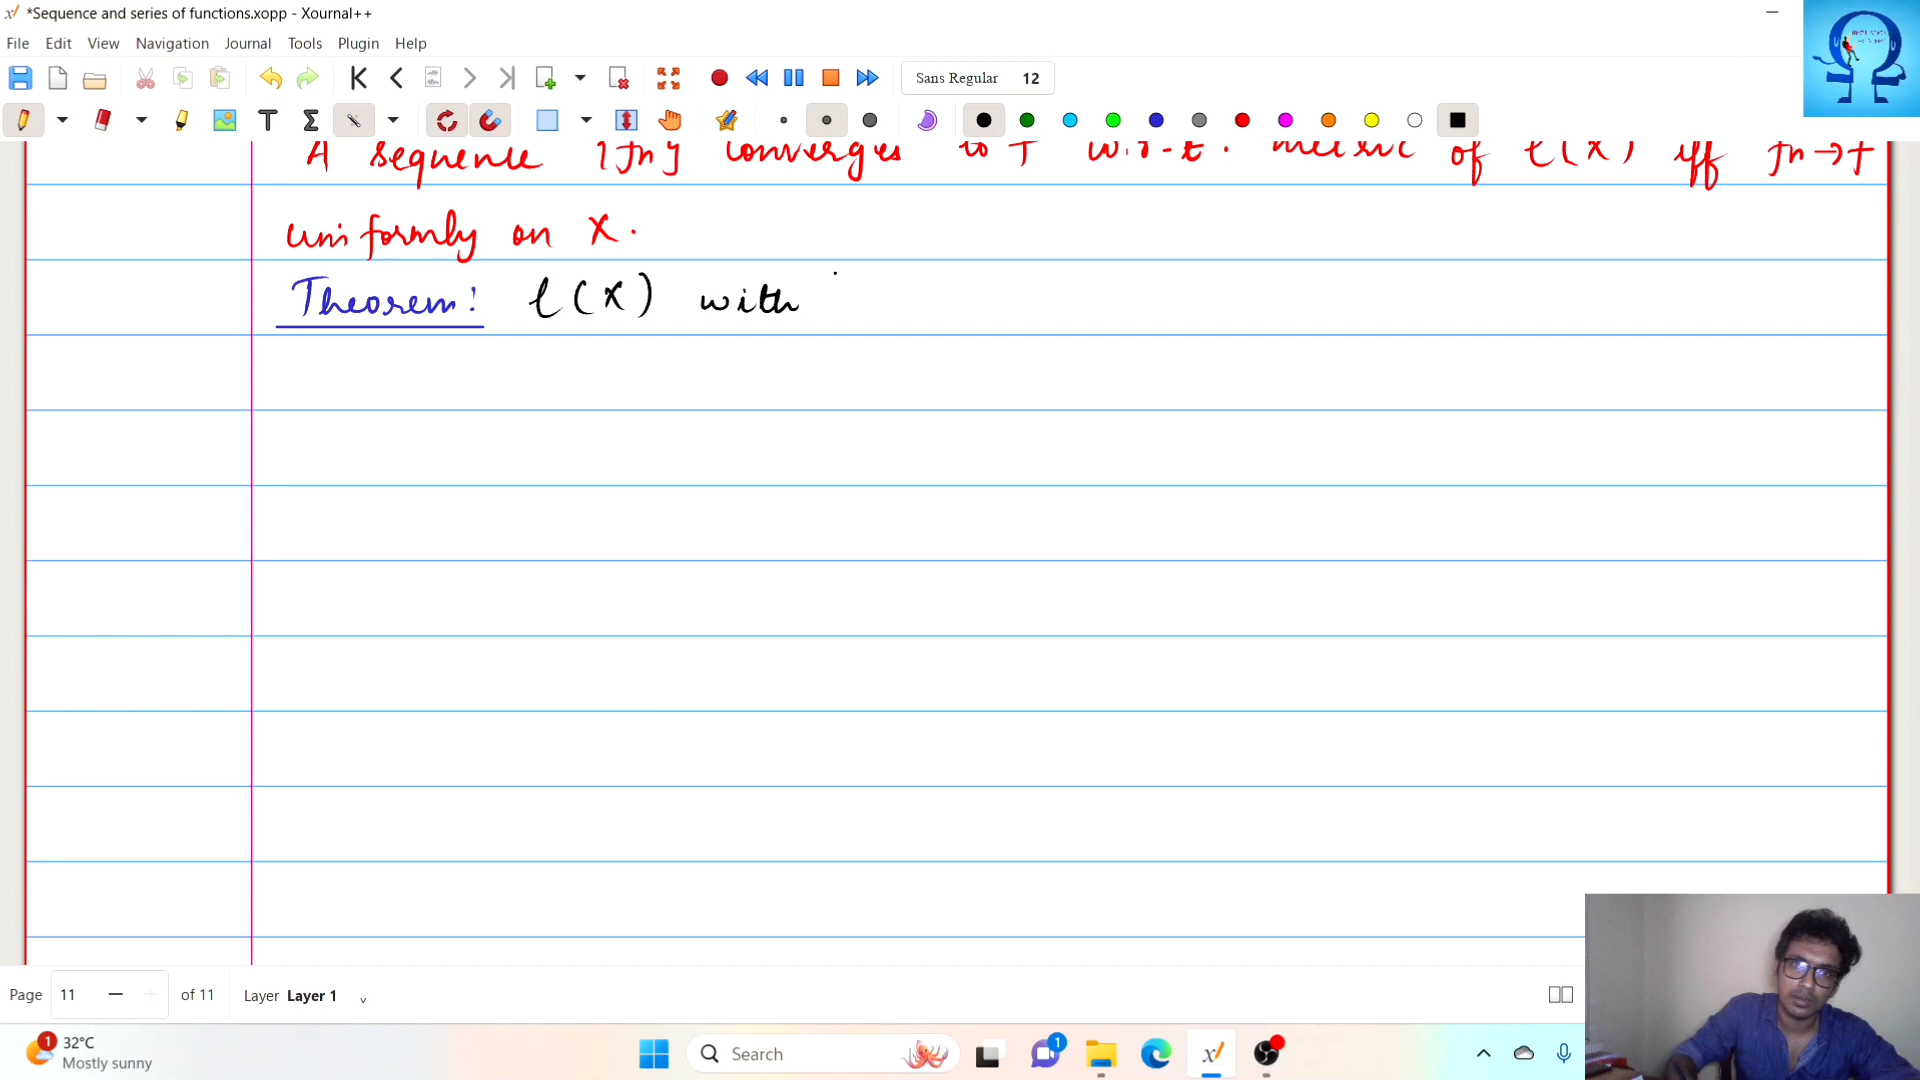 *Sequence and series of functions.xopp - Xournal++
File Edit View Navigation Journal Tools Plugin Help
Sans Regular 12
A sequence {fn} converges to f w.r.t. metric of ℓ(X) iff fn→f
uniformly on X.
Theorem: ℓ(X) with
Page 11 of 11 Layer Layer 1
1
32°C
Mostly sunny
Search
1